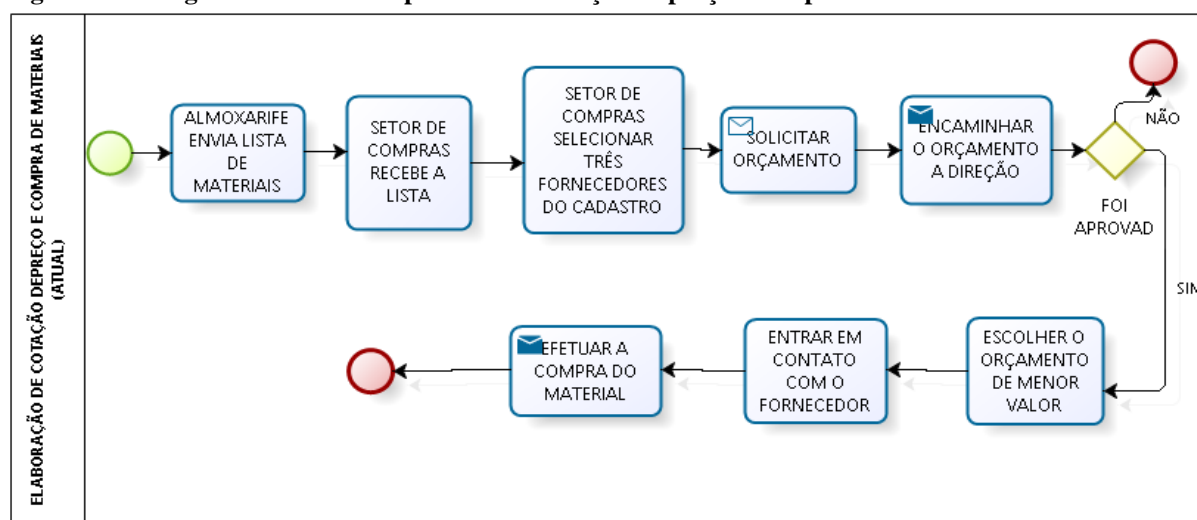 ELABORAÇÃO DE COTAÇÃO DEPREÇO E COMPRA DE MATERIAIS
(ATUAL)
ALMOXARIFE
ENVIA LISTA
DE
MATERIAIS
SETOR DE
COMPRAS
RECEBE A
LISTA
SETOR DE
COMPRAS
SELECIONAR
TRÊS
FORNECEDORES
DO CADASTRO
SOLICITAR
ORÇAMENTO
ENCAMINHAR
O ORÇAMENTO
A DIREÇÃO
NÃO
FOI
APROVAD
SIM
ESCOLHER O
ORÇAMENTO
DE MENOR
VALOR
ENTRAR EM
CONTATO
COM O
FORNECEDOR
EFETUAR A
COMPRA DO
MATERIAL